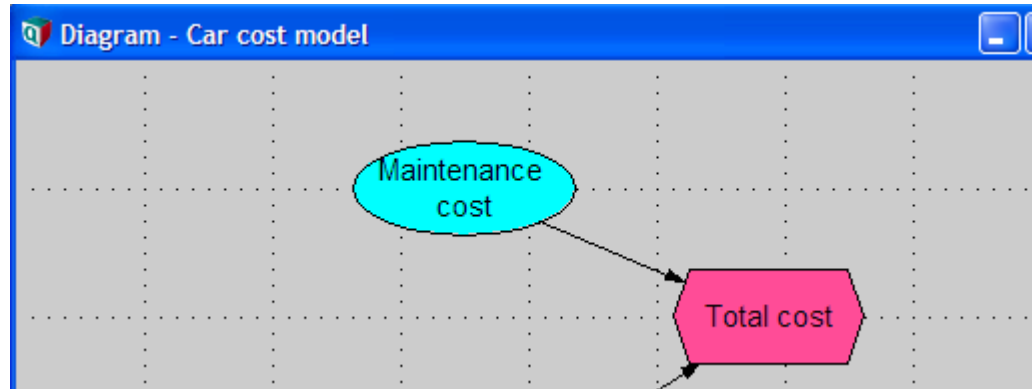 Diagram - Car cost model
Maintenance
cost
Total cost